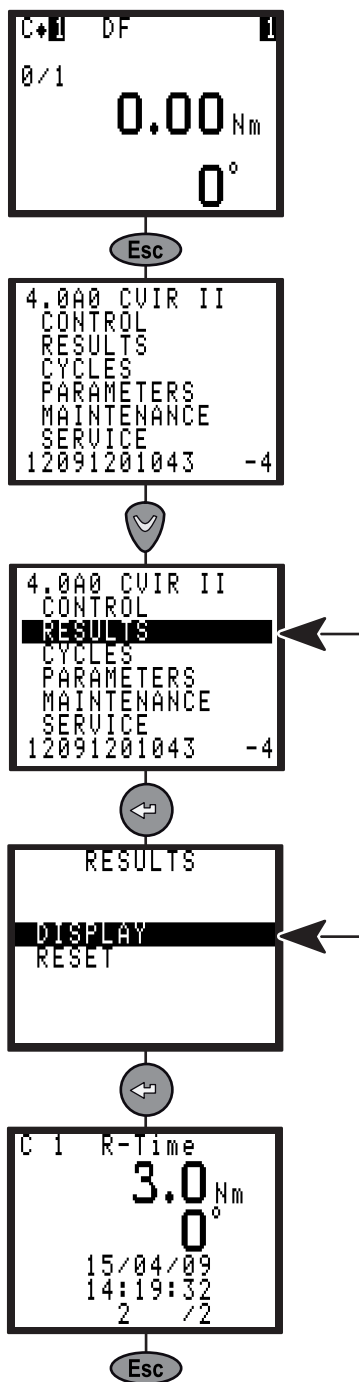 C♦1 DF 1
0/1
0.00 Nm
0°
Esc
4.0A0 CVIR II
CONTROL
RESULTS
CYCLES
PARAMETERS
MAINTENANCE
SERVICE
12091201043 -4
4.0A0 CVIR II
CONTROL
RESULTS
CYCLES
PARAMETERS
MAINTENANCE
SERVICE
12091201043 -4
RESULTS
DISPLAY
RESET
C 1 R-Time
3.0 Nm
0°
15/04/09
14:19:32
2 /2
Esc